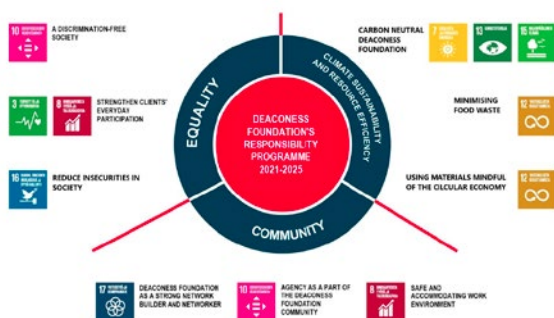 10
A DISCRIMINATION-FREE
SOCIETY
3
8
STRENGTHEN CLIENTS'
EVERYDAY
PARTICIPATION
16
REDUCE INSECURITIES IN
SOCIETY
EQUALITY
CLIMATE SUSTAINABILITY
AND RESOURCE EFFICIENCY
COMMUNITY
DEACONESS
FOUNDATION'S
RESPONSIBILITY
PROGRAMME
2021-2025
CARBON NEUTRAL
DEACONESS
FOUNDATION
7
13
15
MINIMISING
FOOD WASTE
12
USING MATERIALS MINDFUL
OF THE CILCULAR ECONOMY
12
17
DEACONESS FOUNDATION
AS A STRONG NETWORK
BUILDER AND NETWORKER
10
AGENCY AS A PART OF
THE DEACONESS
FOUNDATION
COMMUNITY
8
SAFE AND
ACCOMMODATING WORK
ENVIRONMENT